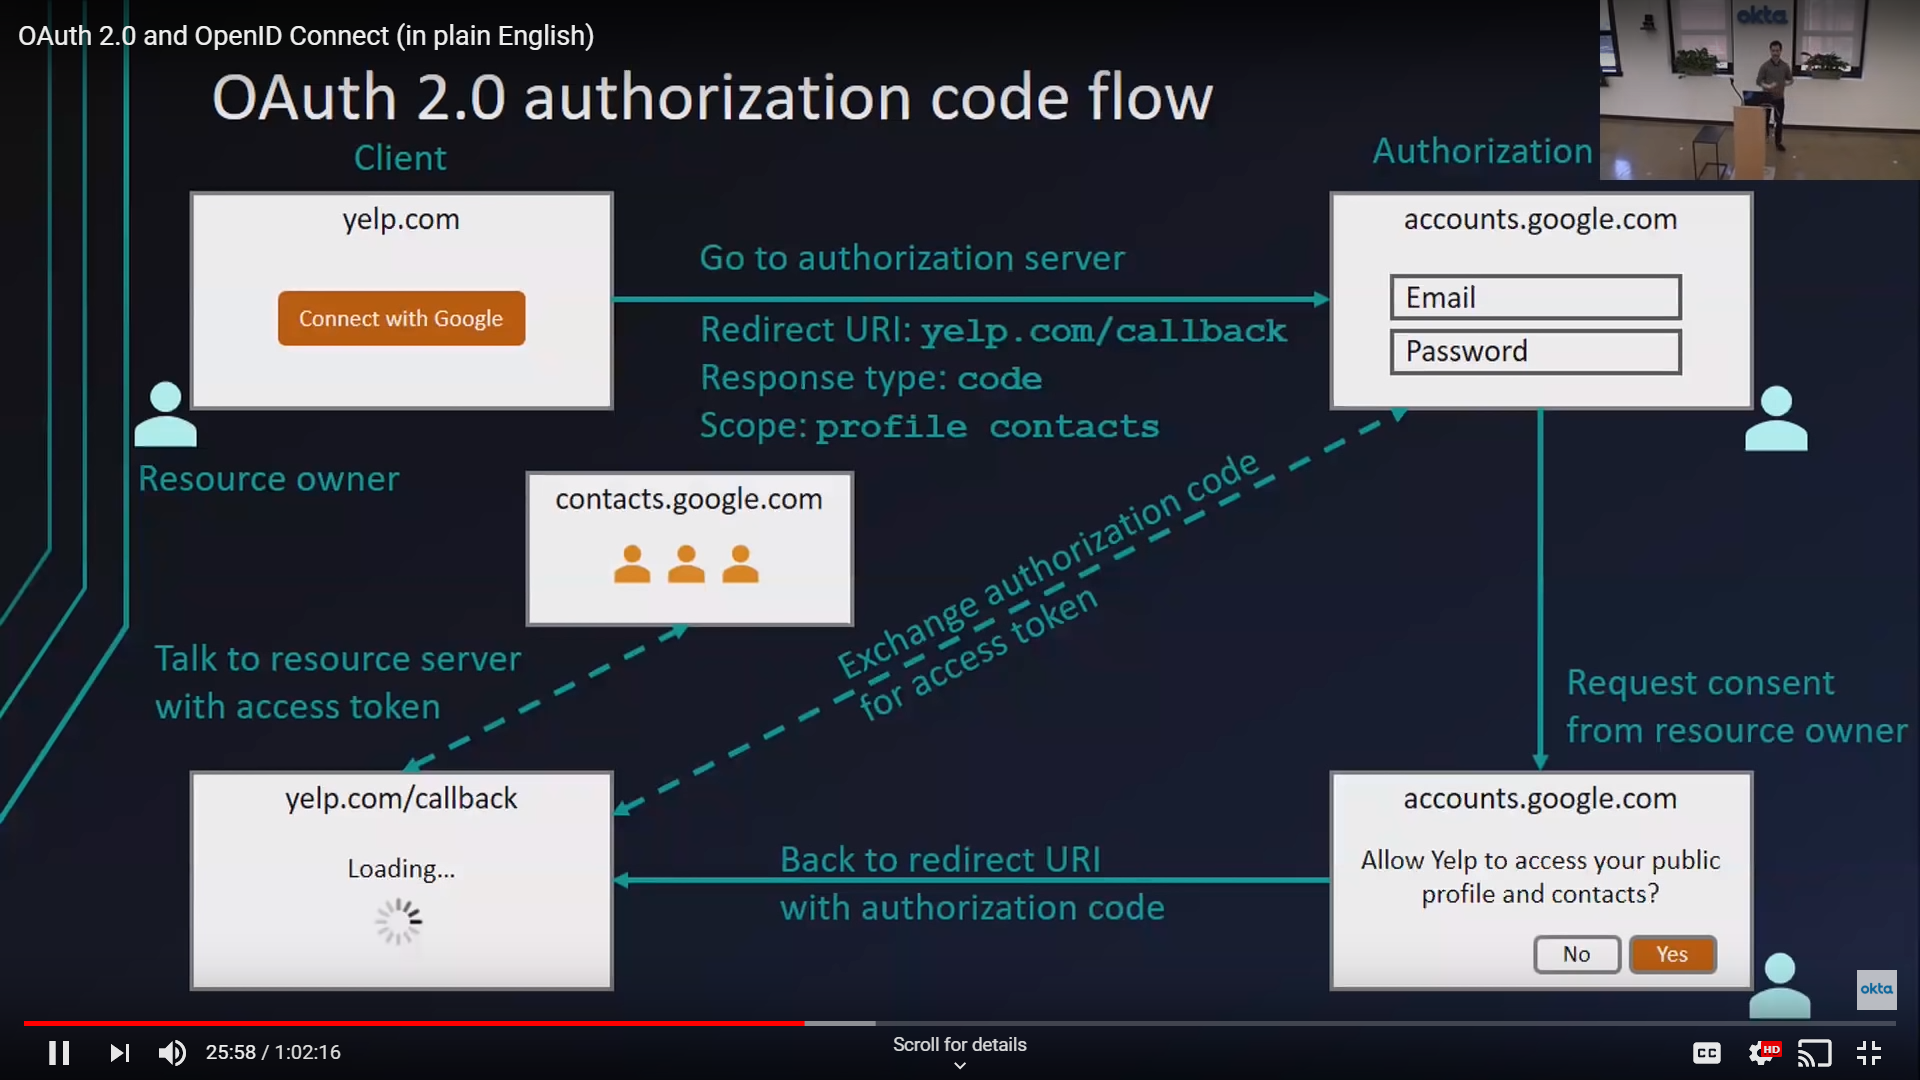 OAuth 2.0 and OpenID Connect (in plain English)
okta
OAuth 2.0 authorization code flow
Client
Authorization
yelp.com
Connect with Google
Go to authorization server
Redirect URI: yelp.com/callback
Response type: code
Scope: profile contacts
accounts.google.com
Email
Password
Resource owner
contacts.google.com
Exchange authorization code
for access token
Talk to resource server
with access token
Request consent
from resource owner
yelp.com/callback
Loading...
Back to redirect URI
with authorization code
accounts.google.com
Allow Yelp to access your public
profile and contacts?
No
Yes
okta
25:58 / 1:02:16
Scroll for details
CC
HD